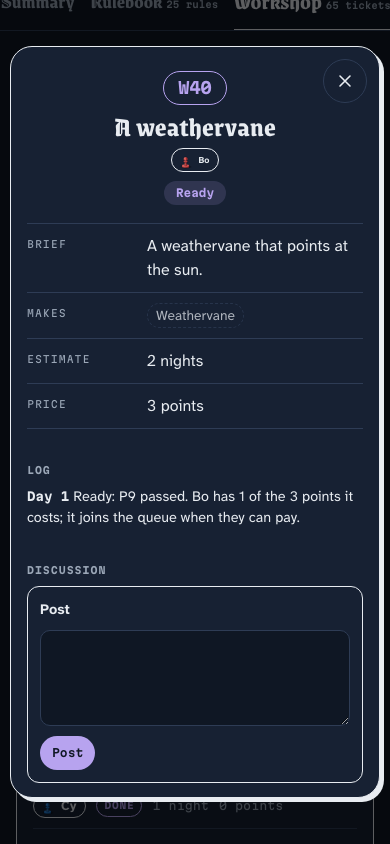 Summary Rulebook 25 rules Workshop 65 tickets
W40
A weathervane
Bo
Ready
BRIEF
A weathervane that points at
the sun.
MAKES
Weathervane
ESTIMATE
2 nights
PRICE
3 points
LOG
Day 1 Ready: P9 passed. Bo has 1 of the 3 points it
costs; it joins the queue when they can pay.
DISCUSSION
Post
Post
Cy DONE 1 night 0 points